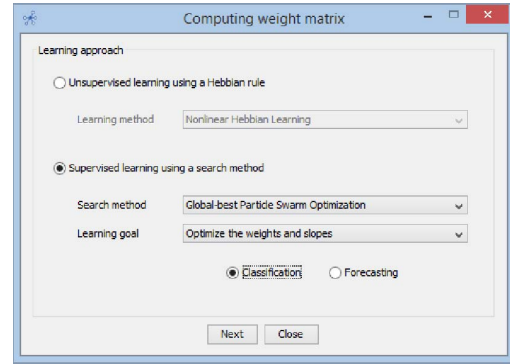 Computing weight matrix
Learning approach
Unsupervised learning using a Hebbian rule
Learning method Nonlinear Hebbian Learning
Supervised learning using a search method
Search method Global-best Particle Swarm Optimization
Learning goal Optimize the weights and slopes
Classification Forecasting
Next Close